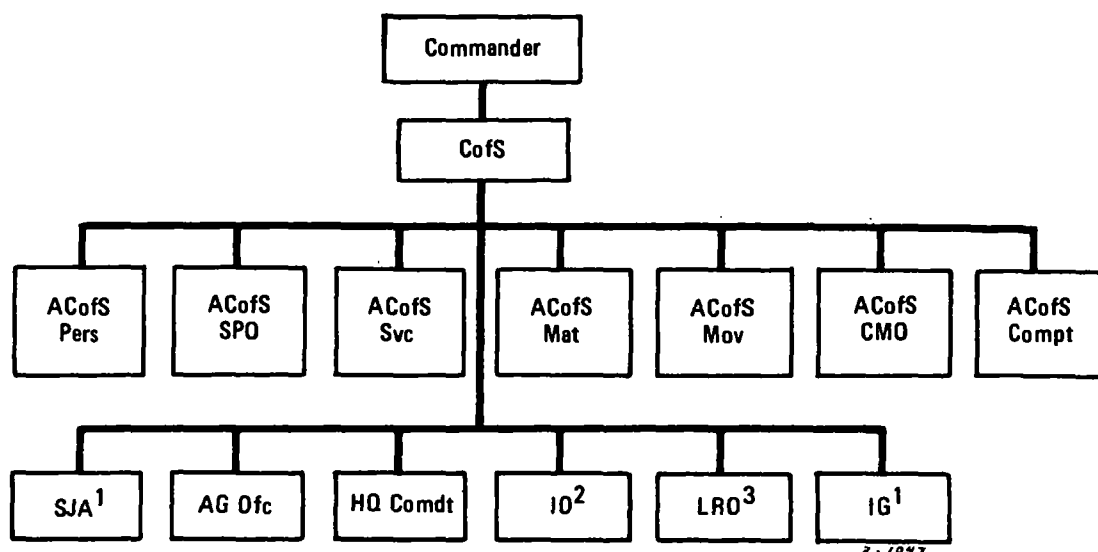 Commander
CofS
ACofS
Pers
ACofS
SPO
ACofS
Svc
ACofS
Mat
ACofS
Mov
ACofS
CMO
ACofS
Compt
SJA¹
AG Ofc
HQ Comdt
IO²
LRO³
IG¹